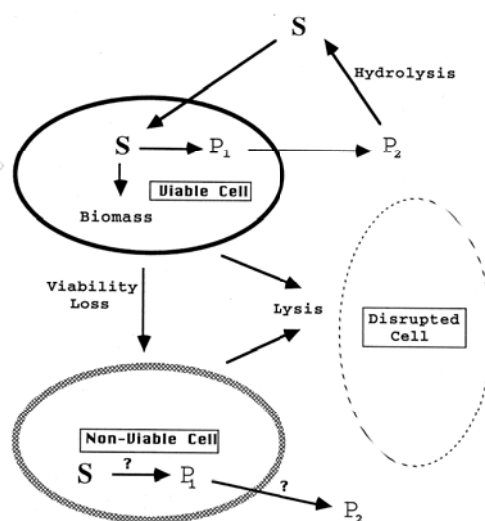 S
Hydrolysis
S P₁ P₂
Viable Cell
Biomass
Viability
Loss
Lysis
Disrupted
Cell
Non-Viable Cell
? ?
S P₁
P₂